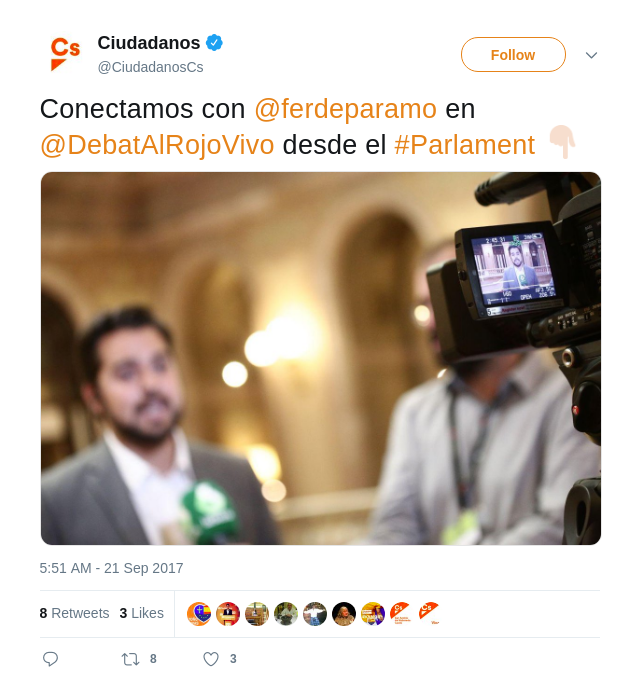 Cs
Ciudadanos
@CiudadanosCs
Follow
Conectamos con @ferdeparamo en
@DebatAlRojoVivo desde el #Parlament
5:51 AM - 21 Sep 2017
8 Retweets 3 Likes
8
3